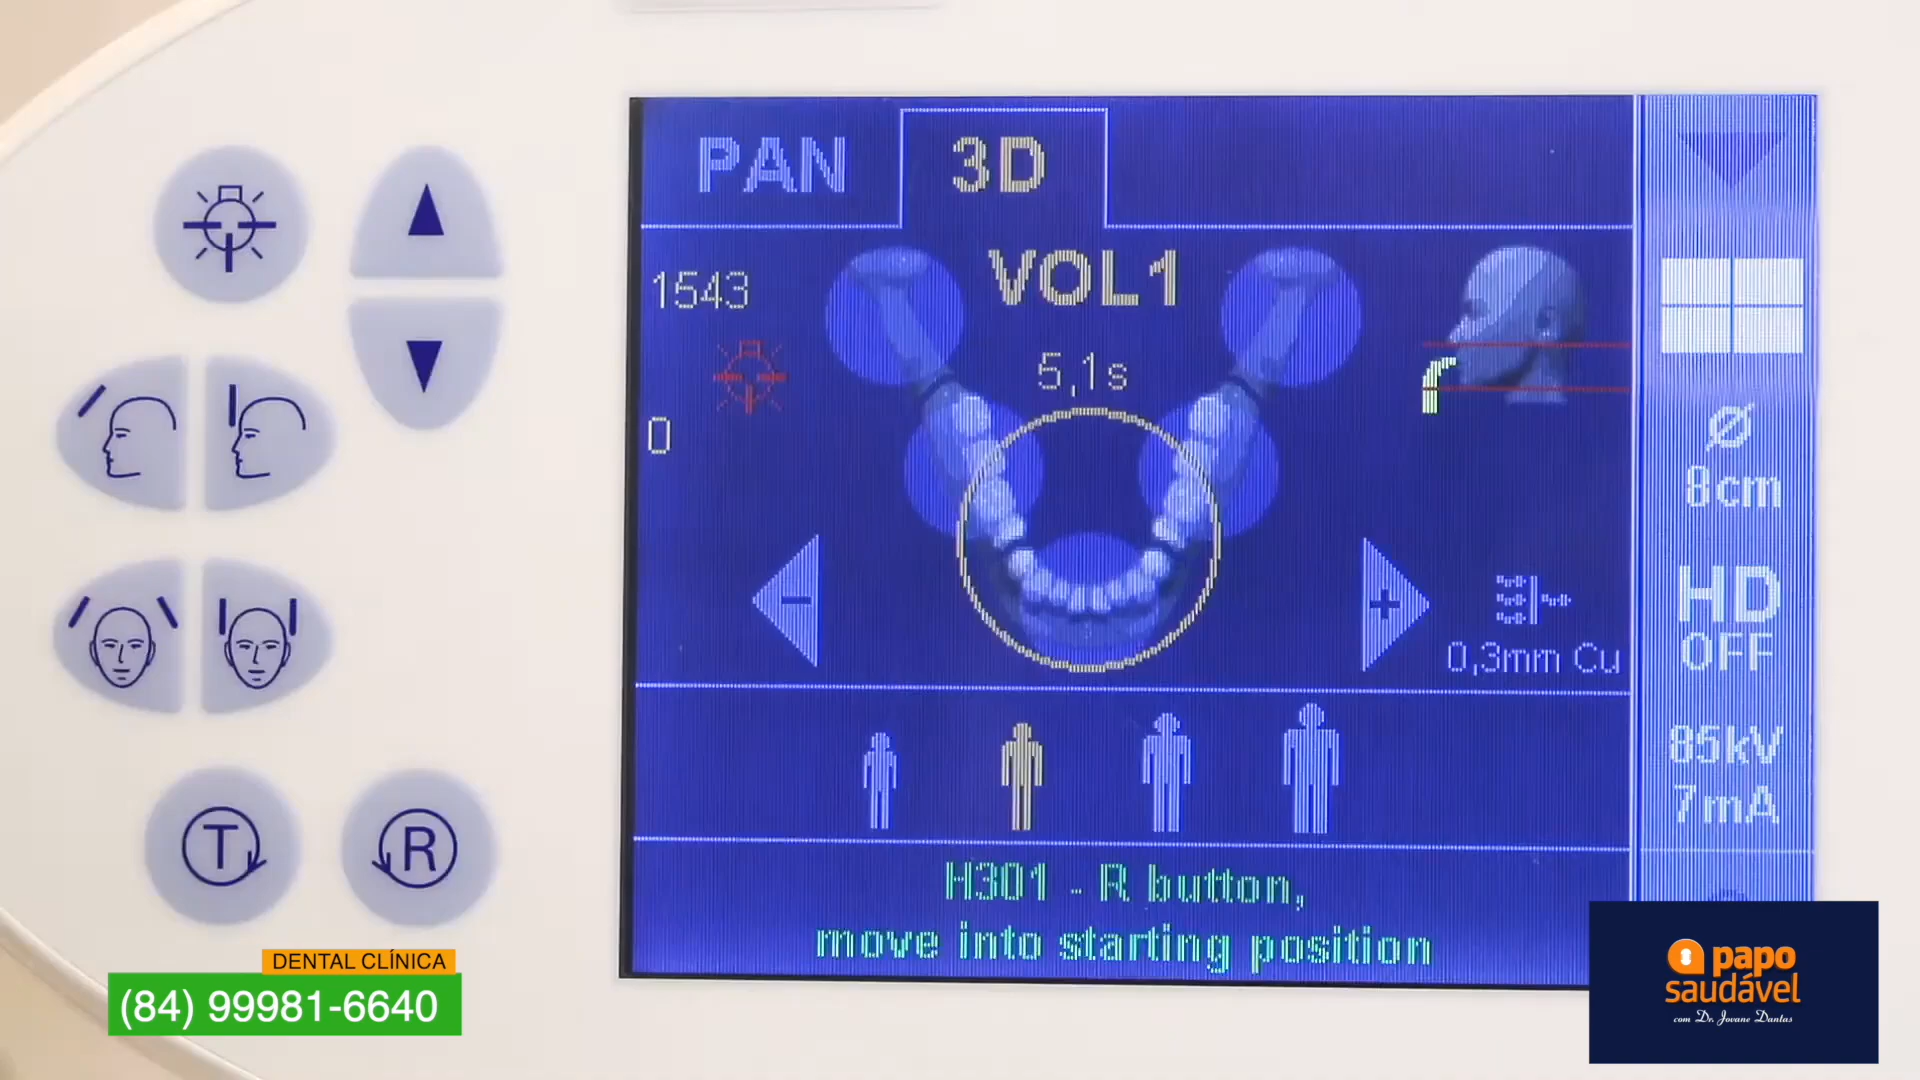 PAN
3D
VOL1
1543
5,1s
0
Ø
8cm
HD
OFF
0,3mm Cu
85kV
7mA
H301 - R button,
move into starting position
T
R
DENTAL CLÍNICA
(84) 99981-6640
papo
saudável
com Dr. Jovane Dantas